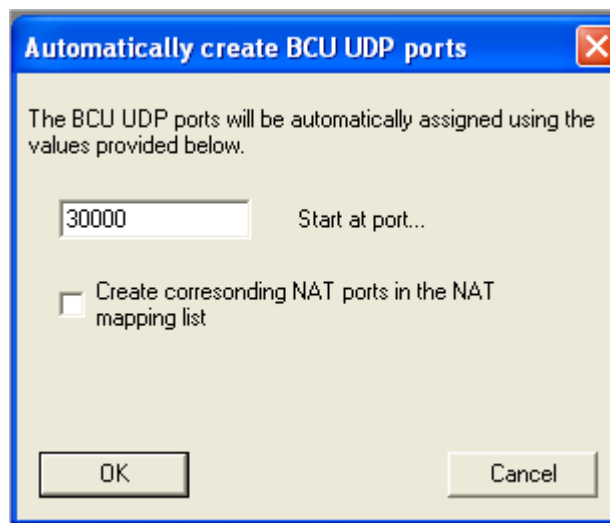 Automatically create BCU UDP ports
The BCU UDP ports will be automatically assigned using the
values provided below.
30000 Start at port...
Create corresonding NAT ports in the NAT
mapping list
OK Cancel